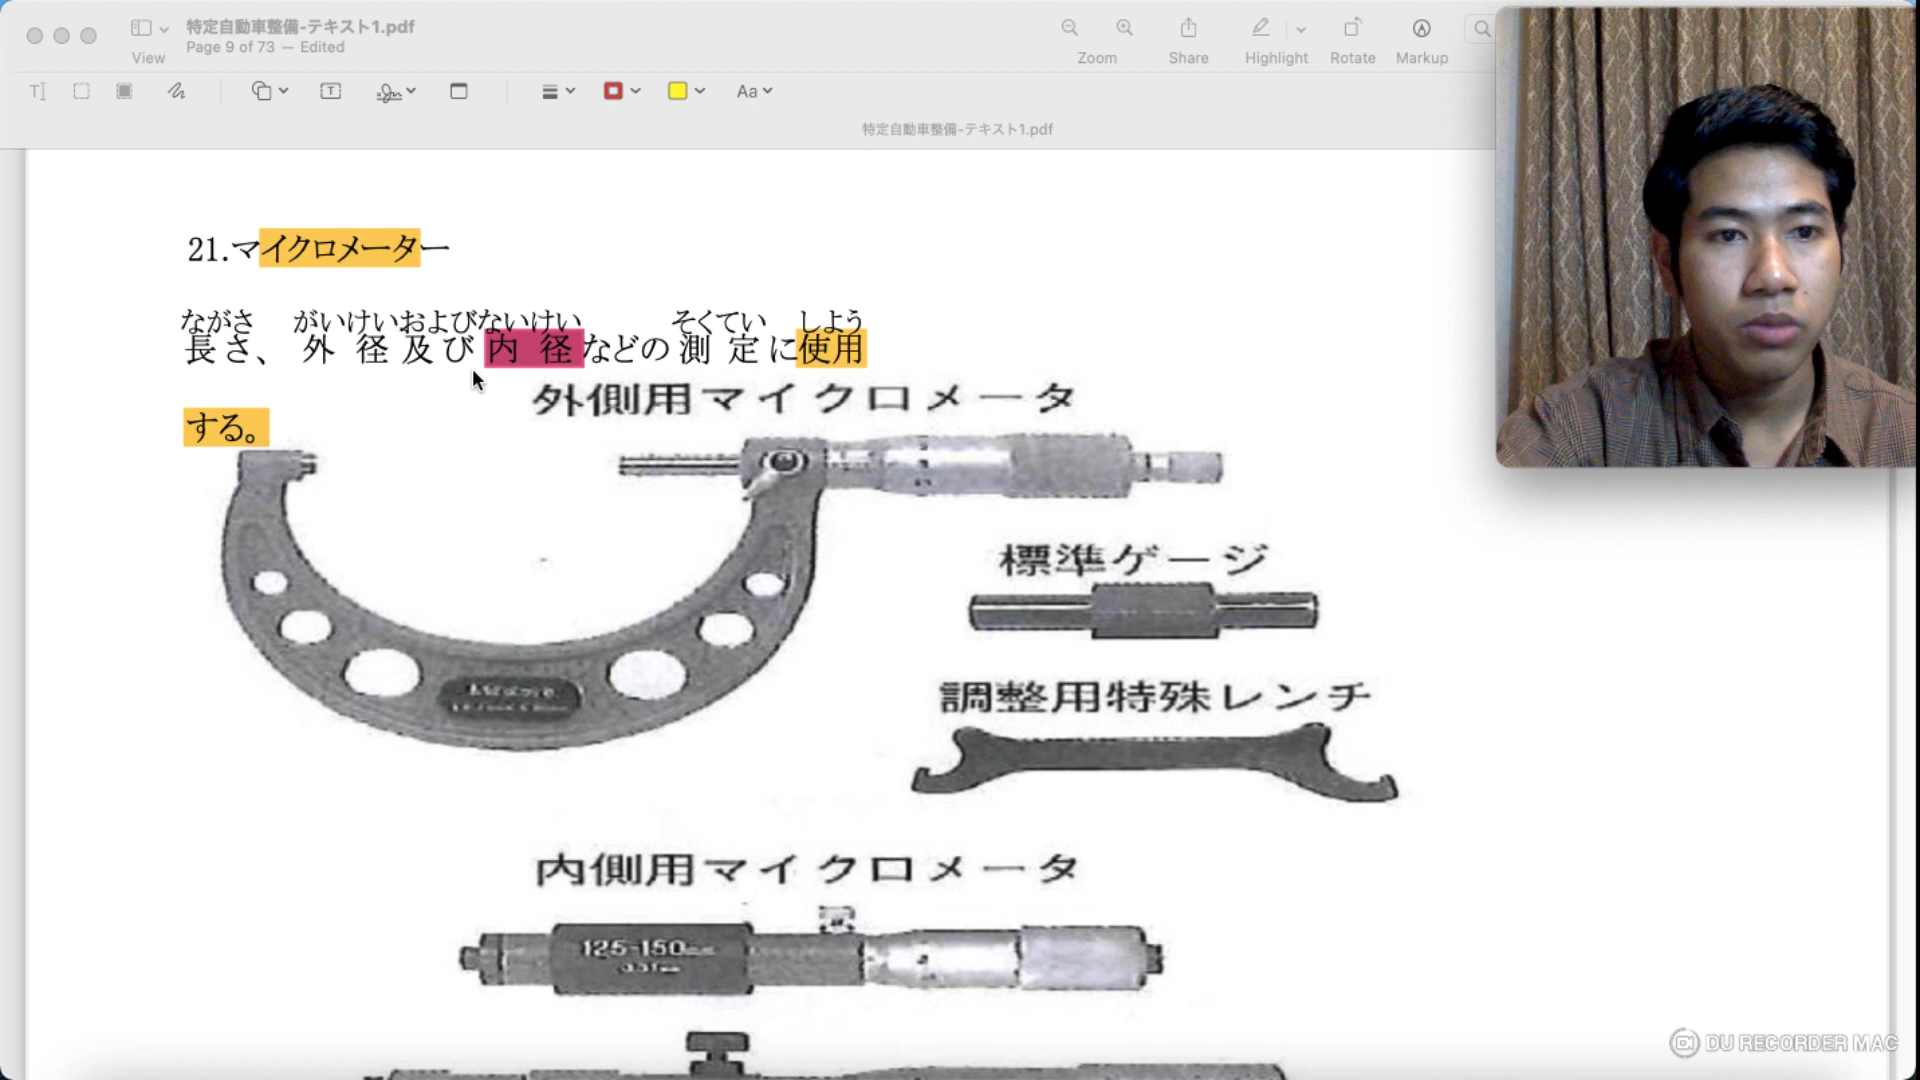 特定自動車整備-テキスト1.pdf
Page 9 of 73 — Edited
View
Zoom
Share
Highlight
Rotate
Markup
Aa
特定自動車整備-テキスト1.pdf
21.マイクロメーター
ながさ がいけいおよびないけい そくてい しよう
長さ、外径及び内径などの測定に使用
する。
外側用マイクロメータ
標準ゲージ
調整用特殊レンチ
内側用マイクロメータ
125-150mm
DU RECORDER MAC